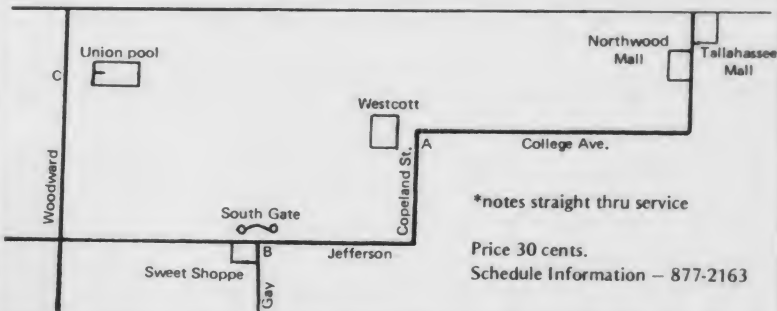 Union pool
Northwood
Mall
Tallahassee
Mall
C
Westcott
A
College Ave.
Woodward
Copeland St.
*notes straight thru service
South Gate
B
Jefferson
Price 30 cents.
Sweet Shoppe
Gay
Schedule Information – 877-2163